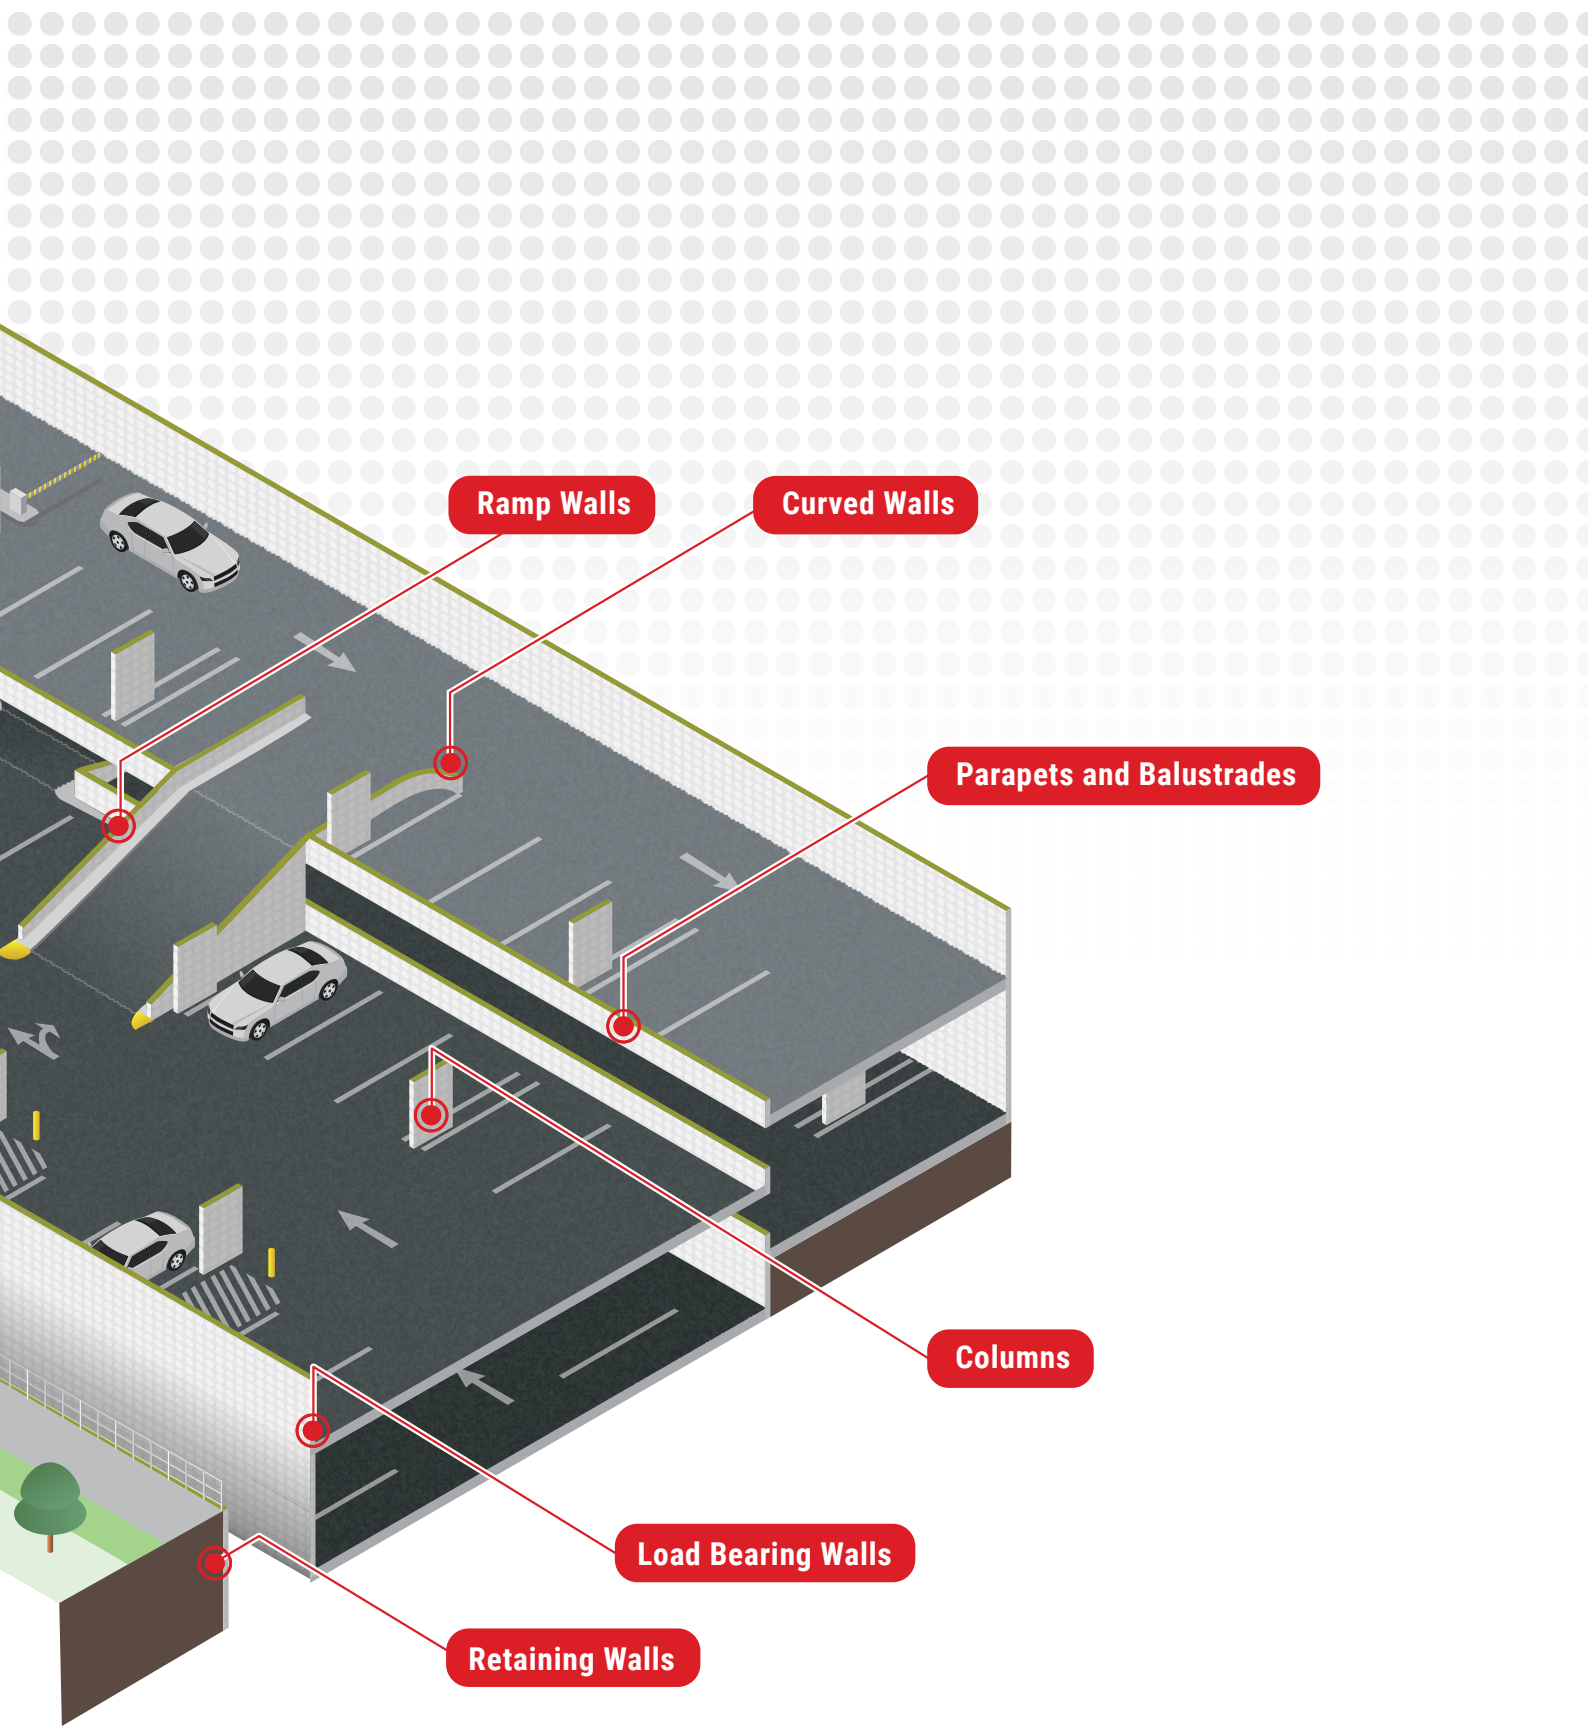 Ramp Walls
Curved Walls
Parapets and Balustrades
Columns
Load Bearing Walls
Retaining Walls